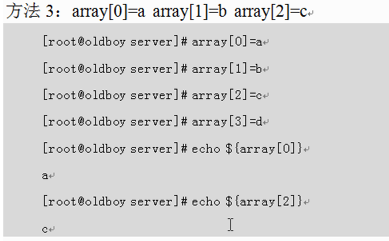 方法 3：array[0]=a array[1]=b array[2]=c
[root@oldboy server]# array[0]=a
[root@oldboy server]# array[1]=b
[root@oldboy server]# array[2]=c
[root@oldboy server]# array[3]=d
[root@oldboy server]# echo ${array[0]}
a
[root@oldboy server]# echo ${array[2]}
c